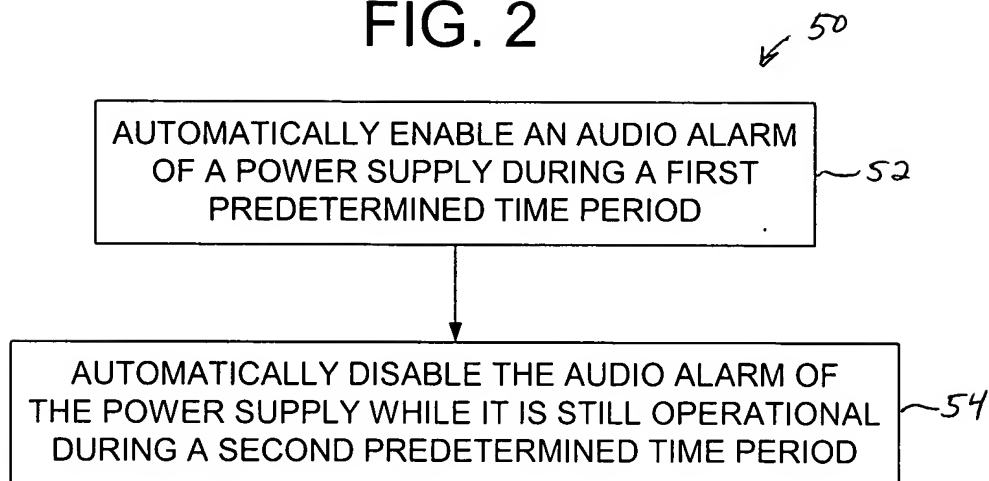 FIG. 2
50
AUTOMATICALLY ENABLE AN AUDIO ALARM
OF A POWER SUPPLY DURING A FIRST
PREDETERMINED TIME PERIOD
52
AUTOMATICALLY DISABLE THE AUDIO ALARM OF
THE POWER SUPPLY WHILE IT IS STILL OPERATIONAL
DURING A SECOND PREDETERMINED TIME PERIOD
54